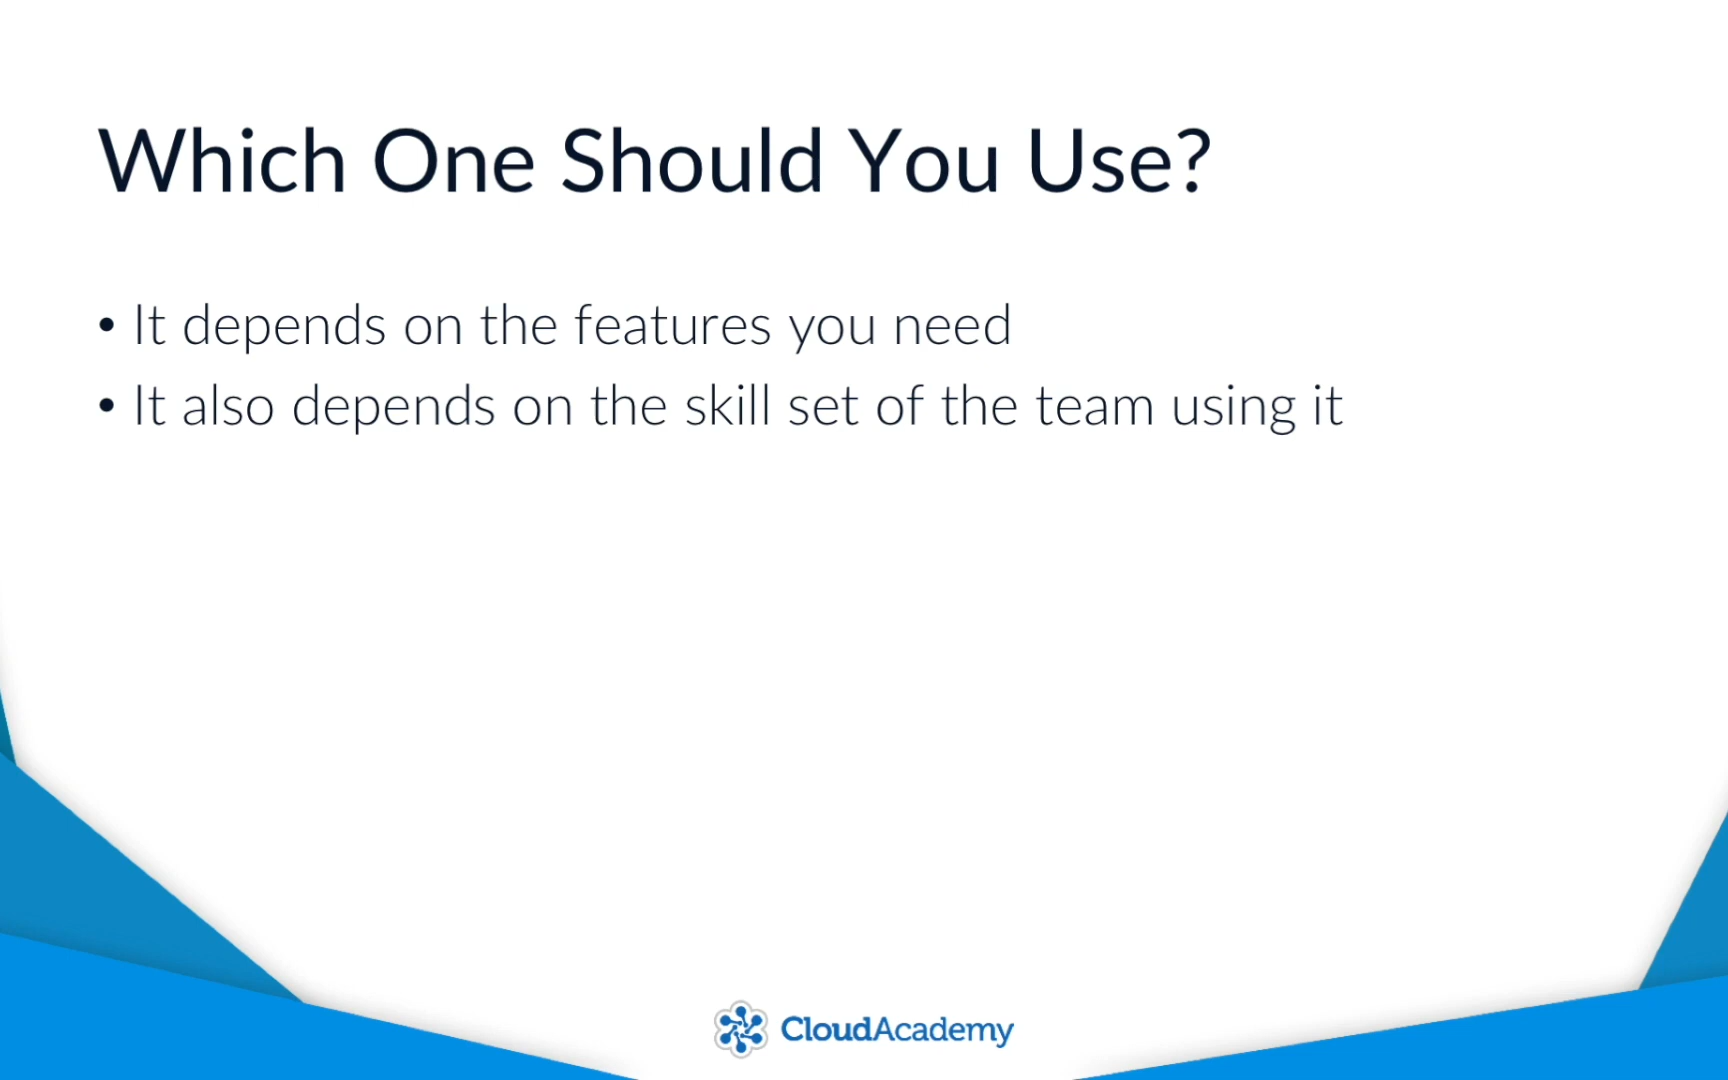 Which One Should You Use?
• It depends on the features you need
• It also depends on the skill set of the team using it
CloudAcademy